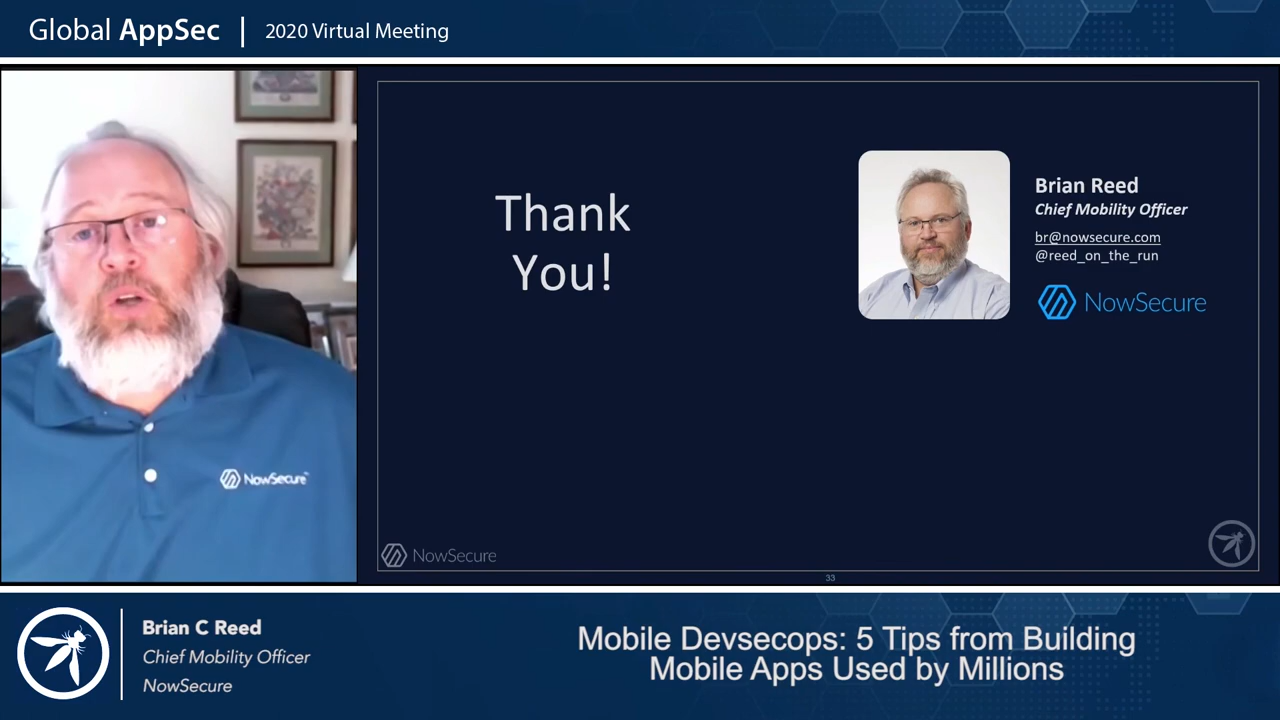 Global AppSec | 2020 Virtual Meeting
Thank
You!
Brian Reed
Chief Mobility Officer
br@nowsecure.com
@reed_on_the_run
NowSecure
NowSecure
NowSecure
33
Brian C Reed
Chief Mobility Officer
NowSecure
Mobile Devsecops: 5 Tips from Building
Mobile Apps Used by Millions